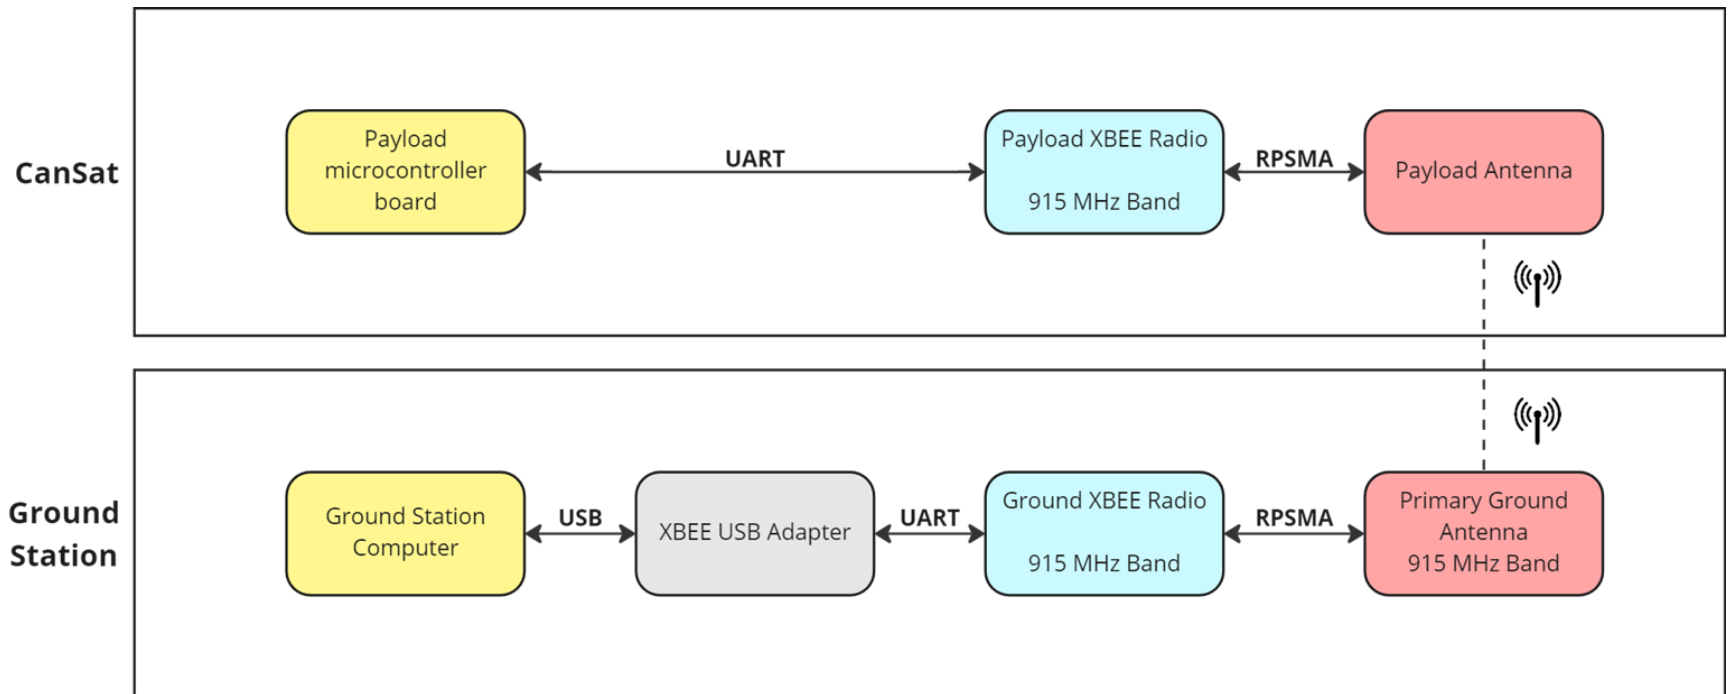 CanSat
Payload
microcontroller
board
UART
Payload XBEE Radio
915 MHz Band
RPSMA
Payload Antenna
Ground
Station
Ground Station
Computer
USB
XBEE USB Adapter
UART
Ground XBEE Radio
915 MHz Band
RPSMA
Primary Ground
Antenna
915 MHz Band